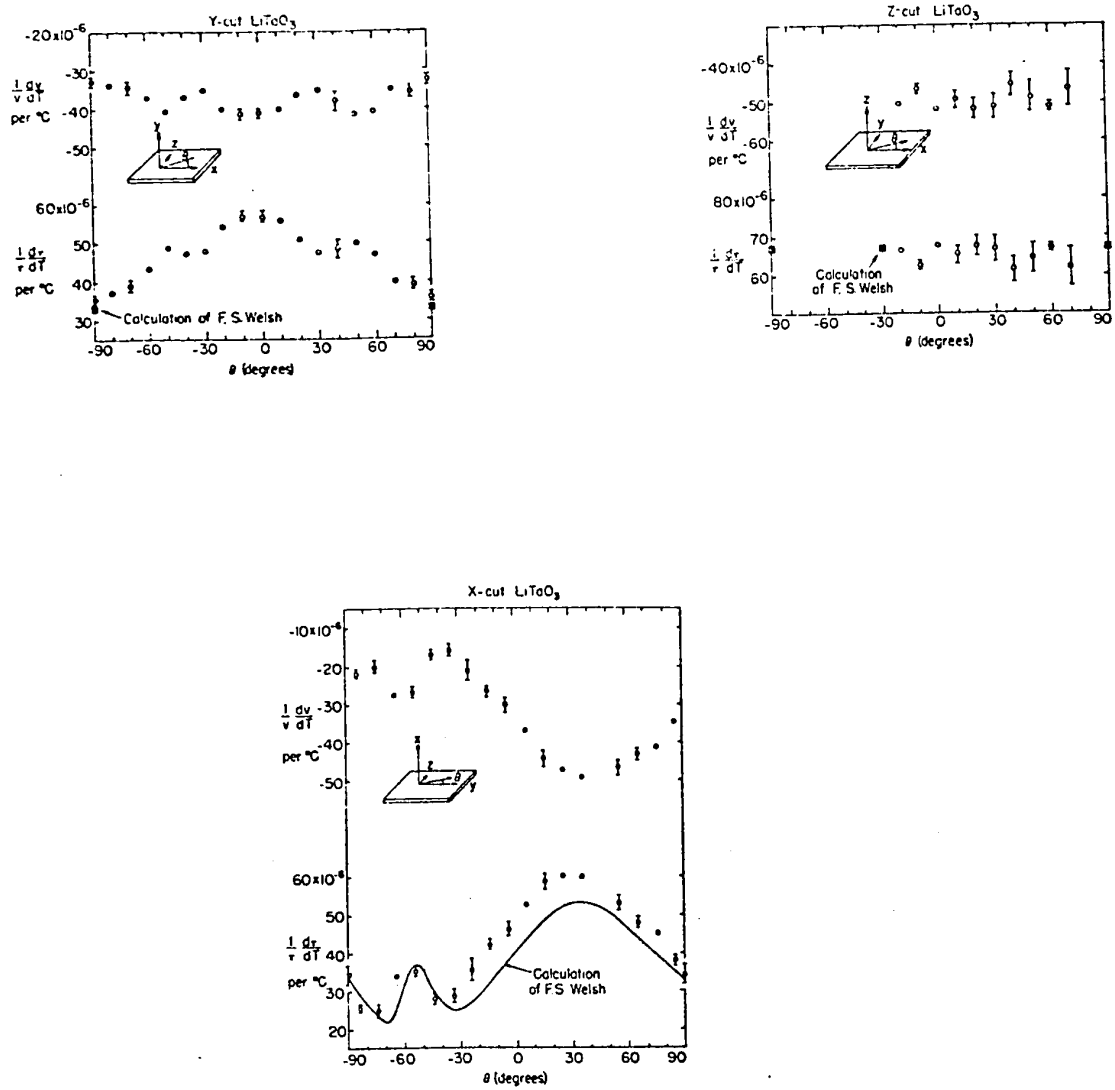 Y-cut LiTaO₃
-20x10⁻⁶
-30
-40
-50
1/v dv/dT
per °C
y
z
θ
x
60x10⁻⁶
50
40
30
1/τ dτ/dT
per °C
Calculation of F. S. Welsh
-90 -60 -30 0 30 60 90
θ (degrees)
Z-cut LiTaO₃
-40x10⁻⁶
-50
-60
1/v dv/dT
per °C
z
y
θ
x
80x10⁻⁶
70
60
1/τ dτ/dT
Calculation
of F. S. Welsh
-90 -60 -30 0 30 60 90
θ (degrees)
X-cut LiTaO₃
-10x10⁻⁶
-20
-30
-40
-50
1/v dv/dT
per °C
x
z
θ
y
60x10⁻⁶
50
40
30
20
1/τ dτ/dT
per °C
Calculation
of F.S. Welsh
-90 -60 -30 0 30 60 90
θ (degrees)